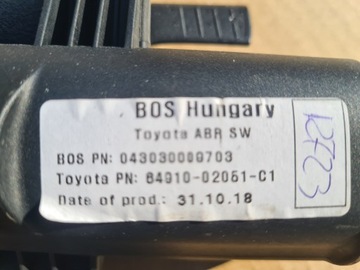 BOS Hungary
Toyota ABR SW
BOS PN: 043030009703
Toyota PN: 64910-02051-C1
Date of prod.: 31.10.18